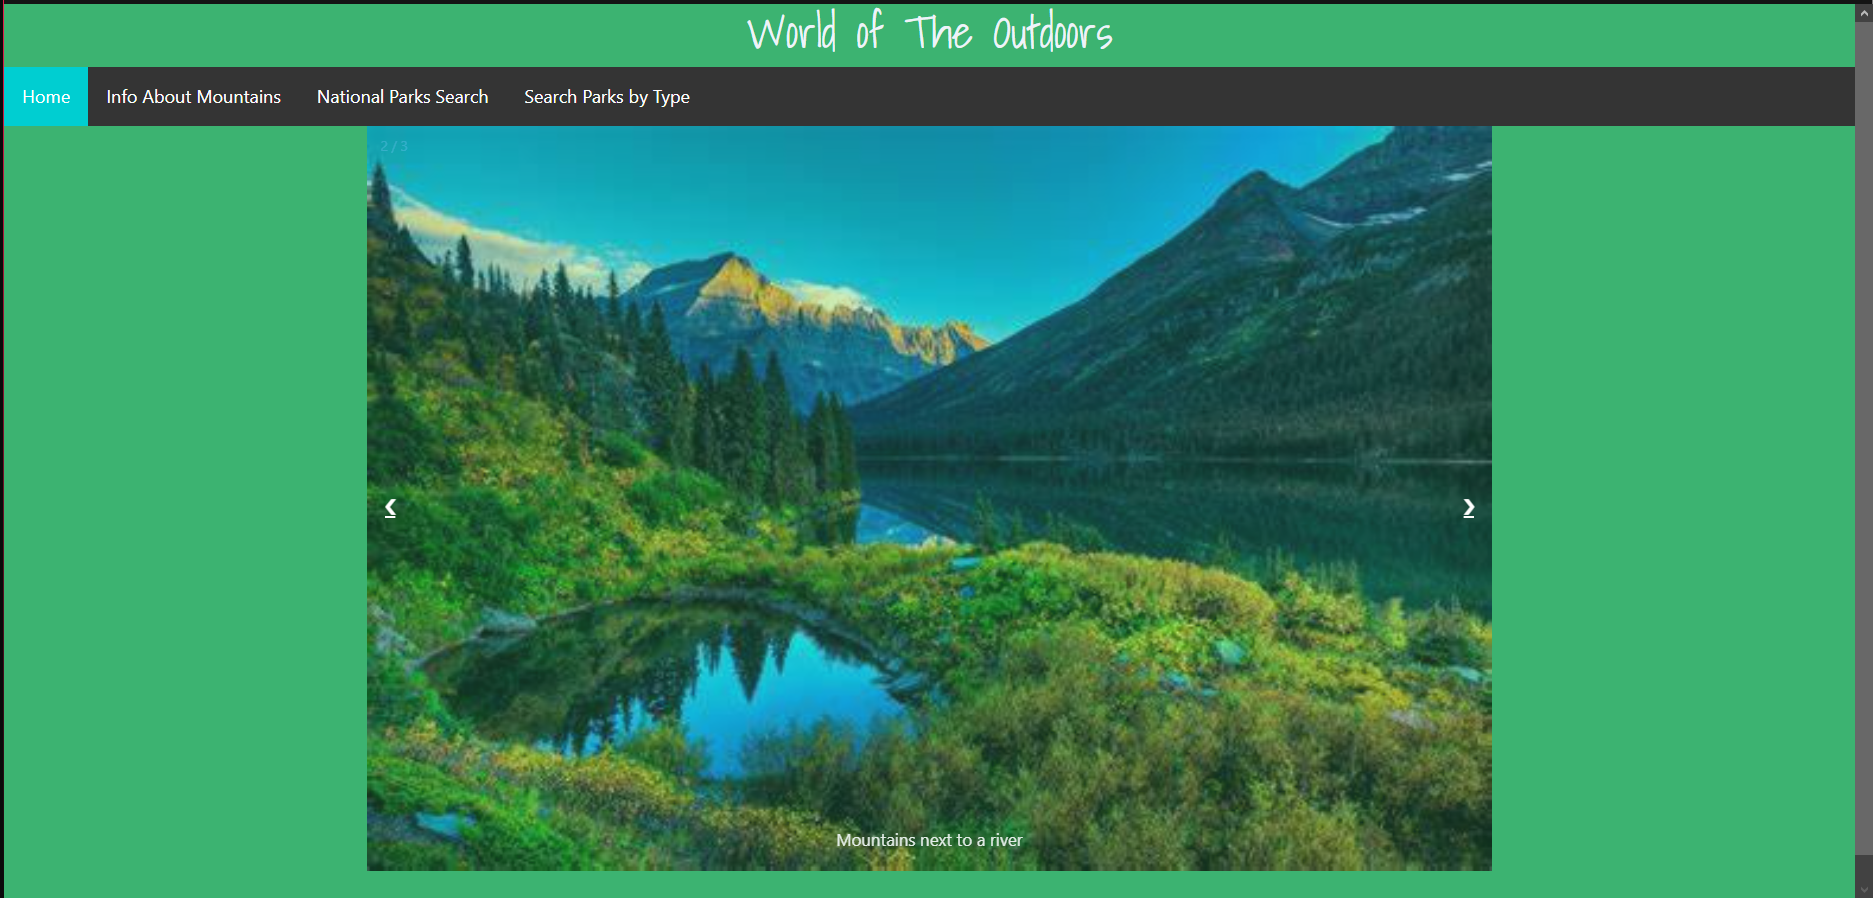 World of The Outdoors
Home Info About Mountains National Parks Search Search Parks by Type
2 / 3
❮ ❯
Mountains next to a river